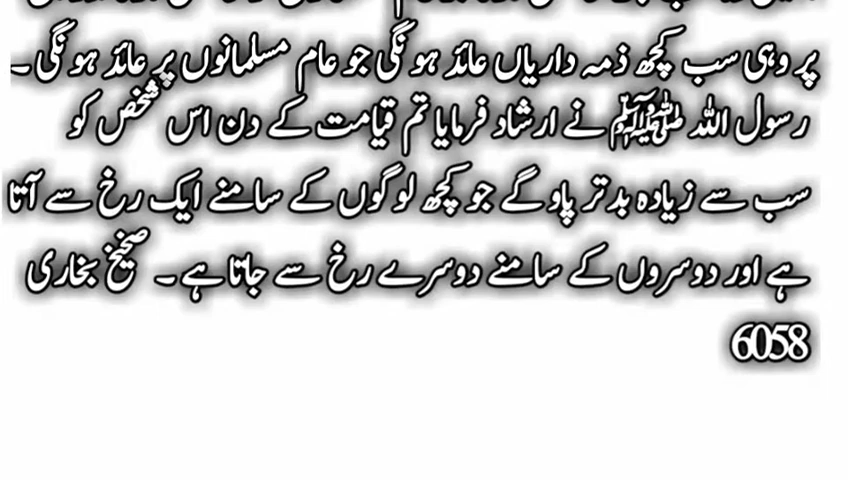 پر وہی سب کچھ ذمہ داریاں عائد ہونگی جو عام مسلمانوں پر عائد ہونگی۔
رسول اللہ ﷺ نے ارشاد فرمایا تم قیامت کے دن اس شخص کو
سب سے زیادہ بدتر پاوگے جو کچھ لوگوں کے سامنے ایک رخ سے آتا
ہے اور دوسروں کے سامنے دوسرے رخ سے جاتا ہے۔ صحیح بخاری
6058